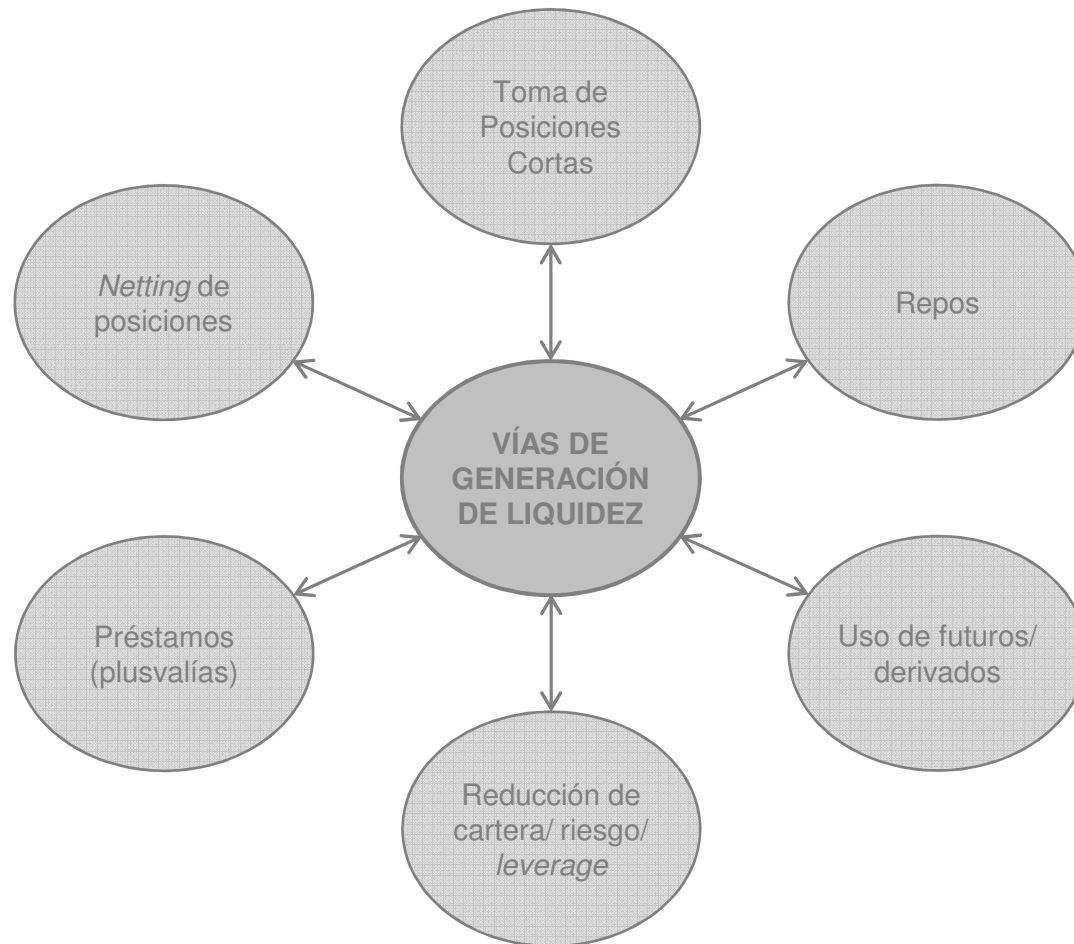 Toma de
Posiciones
Cortas
Netting de
posiciones
Repos
VÍAS DE
GENERACIÓN
DE LIQUIDEZ
Préstamos
(plusvalías)
Uso de futuros/
derivados
Reducción de
cartera/ riesgo/
leverage